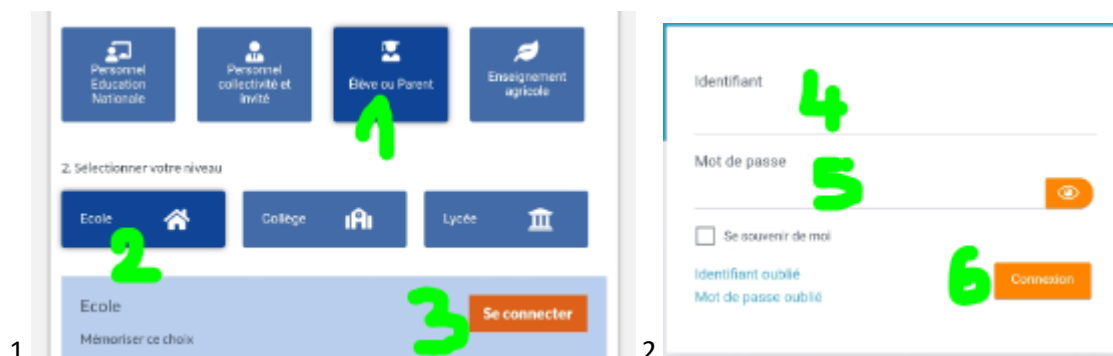 Personnel
Education
Nationale
Personnel
collectivité et
invité
Élève ou Parent
Enseignement
agricole
1
2. Sélectionner votre niveau
Ecole
Collège
Lycée
2
Ecole
Mémoriser ce choix
3
Se connecter
1
Identifiant
4
Mot de passe
5
Se souvenir de moi
Identifiant oublié
Mot de passe oublié
6
Connexion
2